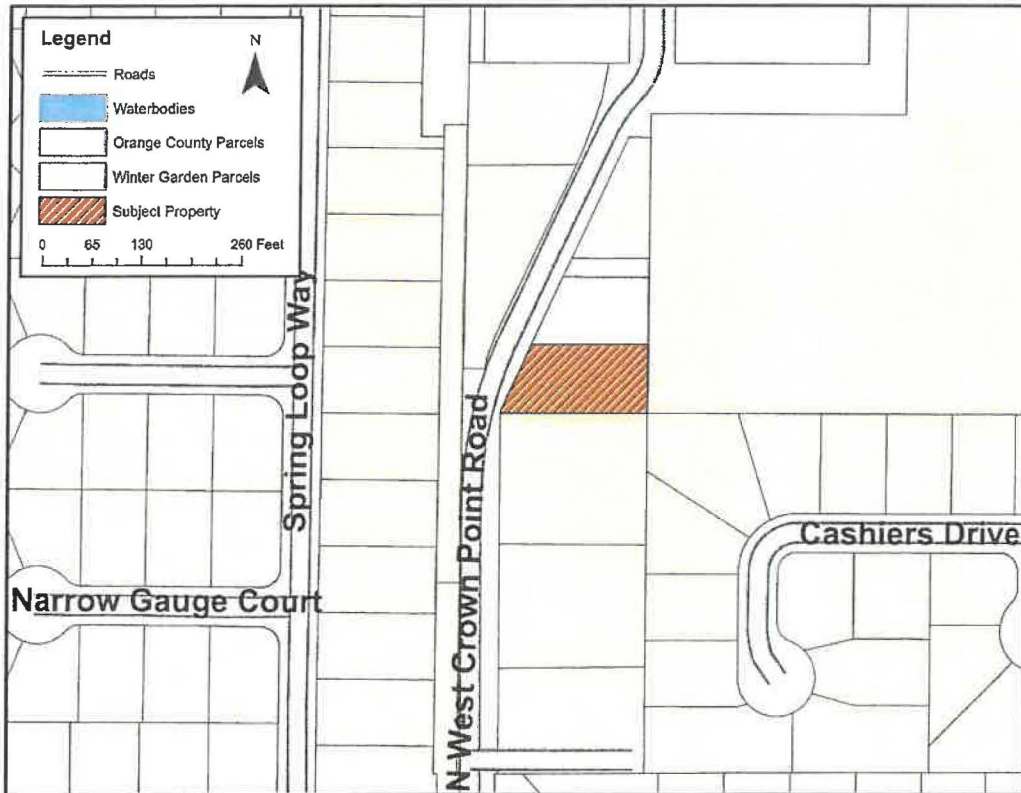 Legend
N
Roads
Waterbodies
Orange County Parcels
Winter Garden Parcels
Subject Property
0 65 130 260 Feet
Spring Loop Way
N West Crown Point Road
Cashiers Drive
Narrow Gauge Court